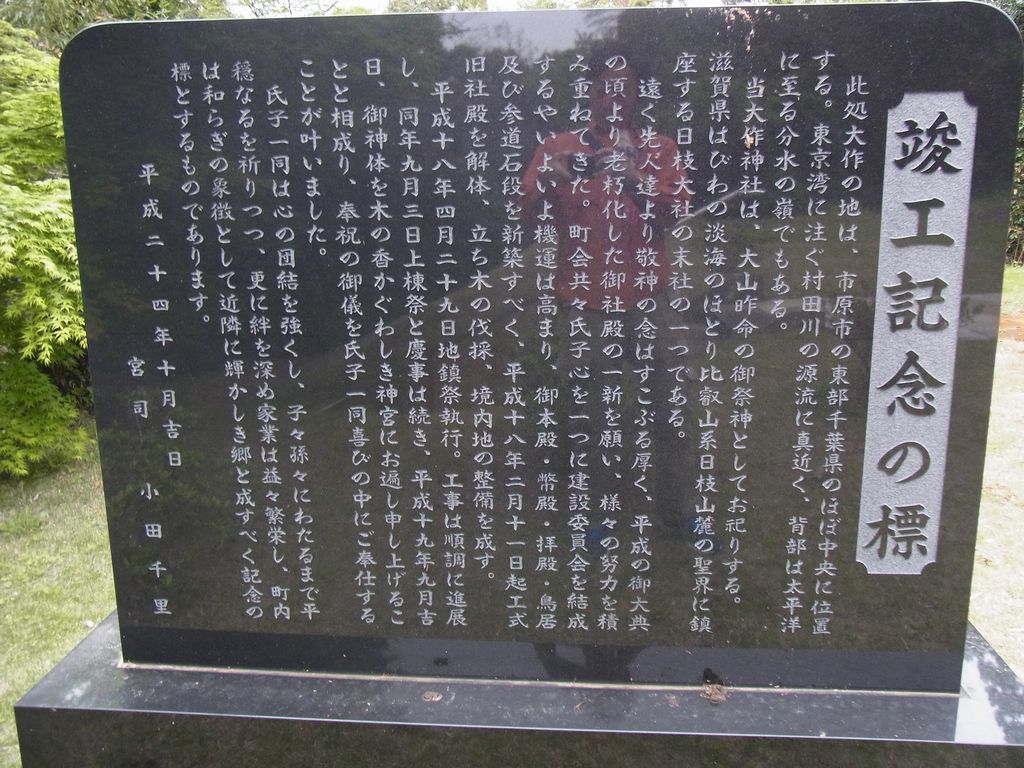 竣工記念の標
此処大作の地は、市原市の東部千葉県のほぼ中央に位置
する。東京湾に注ぐ村田川の源流に真近く、背部は太平洋
に至る分水の嶺でもある。
当大作神社は、大山昨命の御祭神としてお祀りする。
滋賀県はびわの淡海のほとり比叡山系日枝山麓の聖界に鎮
座する日枝大社の末社の一つである。
遠く先人達より敬神の念はすこぶる厚く、平成の御大典
の頃より老朽化した御社殿の一新を願い、様々の努力を積
み重ねてきた。町会共々氏子心を一つに建設委員会を結成
するやいよいよ機運は高まり、御本殿・幣殿・拝殿・鳥居
及び参道石段を新築すべく、平成十八年二月十一日起工式
旧社殿を解体、立ち木の伐採、境内地の整備を成す。
平成十八年四月二十九日地鎮祭執行。工事は順調に進展
し、同年九月三日上棟祭と慶事は続き、平成十九年九月吉
日、御神体を木の香かぐわしき神宮にお遍し申し上げるこ
とと相成り、奉祝の御儀を氏子一同喜びの中にご奉仕する
ことが叶いました。
氏子一同は心の団結を強くし、子々孫々にわたるまで平
穏なるを祈りつつ、更に絆を深め家業は益々繁栄し、町内
は和らぎの象徴として近隣に輝かしき郷と成すべく記念の
標とするものであります。
平成二十四年十月吉日
宮司 小田千里